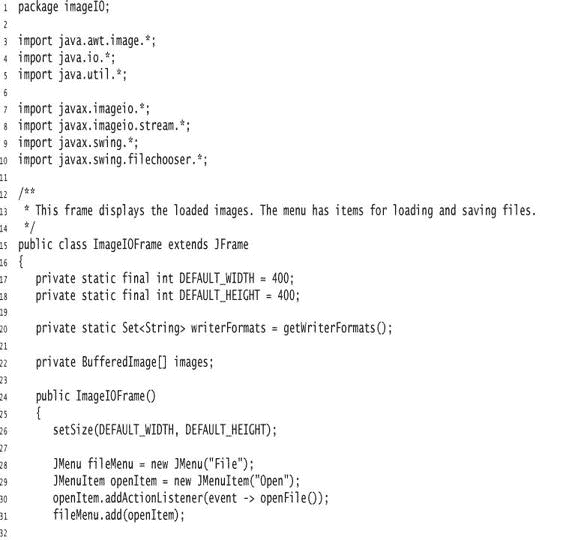 1 package imageIO;
2
3 import java.awt.image.*;
4 import java.io.*;
5 import java.util.*;
6
7 import javax.imageio.*;
8 import javax.imageio.stream.*;
9 import javax.swing.*;
10 import javax.swing.filechooser.*;
11
12 /**
13  * This frame displays the loaded images. The menu has items for loading and saving files.
14  */
15 public class ImageIOFrame extends JFrame
16 {
17    private static final int DEFAULT_WIDTH = 400;
18    private static final int DEFAULT_HEIGHT = 400;
19
20    private static Set<String> writerFormats = getWriterFormats();
21
22    private BufferedImage[] images;
23
24    public ImageIOFrame()
25    {
26       setSize(DEFAULT_WIDTH, DEFAULT_HEIGHT);
27
28       JMenu fileMenu = new JMenu("File");
29       JMenuItem openItem = new JMenuItem("Open");
30       openItem.addActionListener(event -> openFile());
31       fileMenu.add(openItem);
32